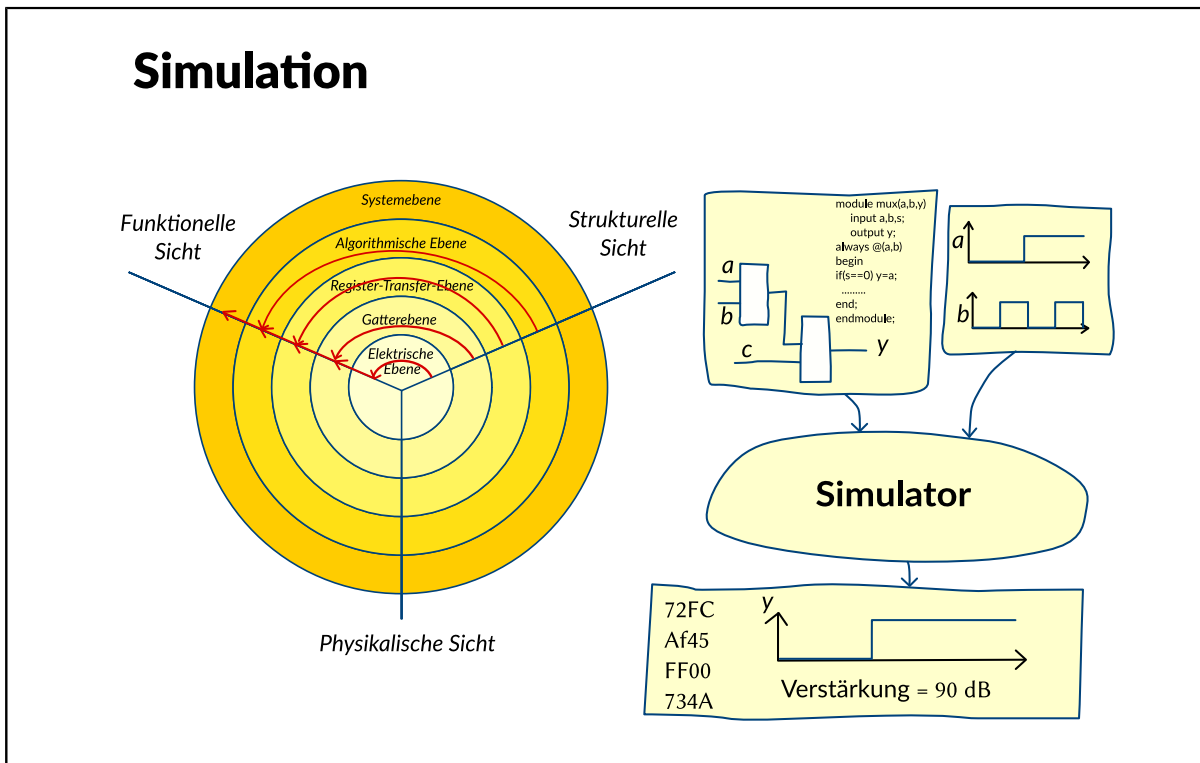 Simulation
Funktionelle
Sicht
Strukturelle
Sicht
Systemebene
Algorithmische Ebene
Register-Transfer-Ebene
Gatterebene
Elektrische
Ebene
Physikalische Sicht
module mux(a,b,y)
input a,b,s;
output y;
always @(a,b)
begin
if(s==0) y=a;
.........
end;
endmodule;
a
b
c
y
a
b
Simulator
72FC
Af45
FF00
734A
y
Verstärkung = 90 dB